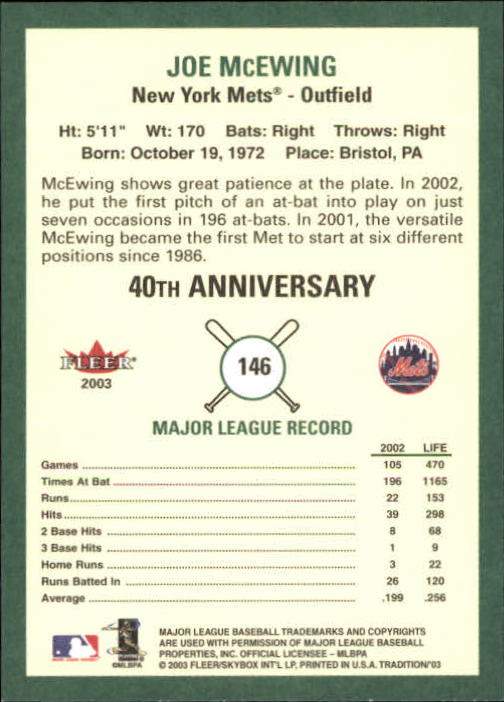 JOE McEWING
New York Mets® - Outfield
Ht: 5'11" Wt: 170 Bats: Right Throws: Right
Born: October 19, 1972 Place: Bristol, PA
McEwing shows great patience at the plate. In 2002,
he put the first pitch of an at-bat into play on just
seven occasions in 196 at-bats. In 2001, the versatile
McEwing became the first Met to start at six different
positions since 1986.
40TH ANNIVERSARY
FLEER®
2003
146
Mets
MAJOR LEAGUE RECORD
2002 LIFE
Games 105 470
Times At Bat 196 1165
Runs 22 153
Hits 39 298
2 Base Hits 8 68
3 Base Hits 1 9
Home Runs 3 22
Runs Batted In 26 120
Average .199 .256
©MLBPA
MAJOR LEAGUE BASEBALL TRADEMARKS AND COPYRIGHTS
ARE USED WITH PERMISSION OF MAJOR LEAGUE BASEBALL
PROPERTIES, INC. OFFICIAL LICENSEE – MLBPA
© 2003 FLEER/SKYBOX INT'L LP, PRINTED IN U.S.A. TRADITION/'03